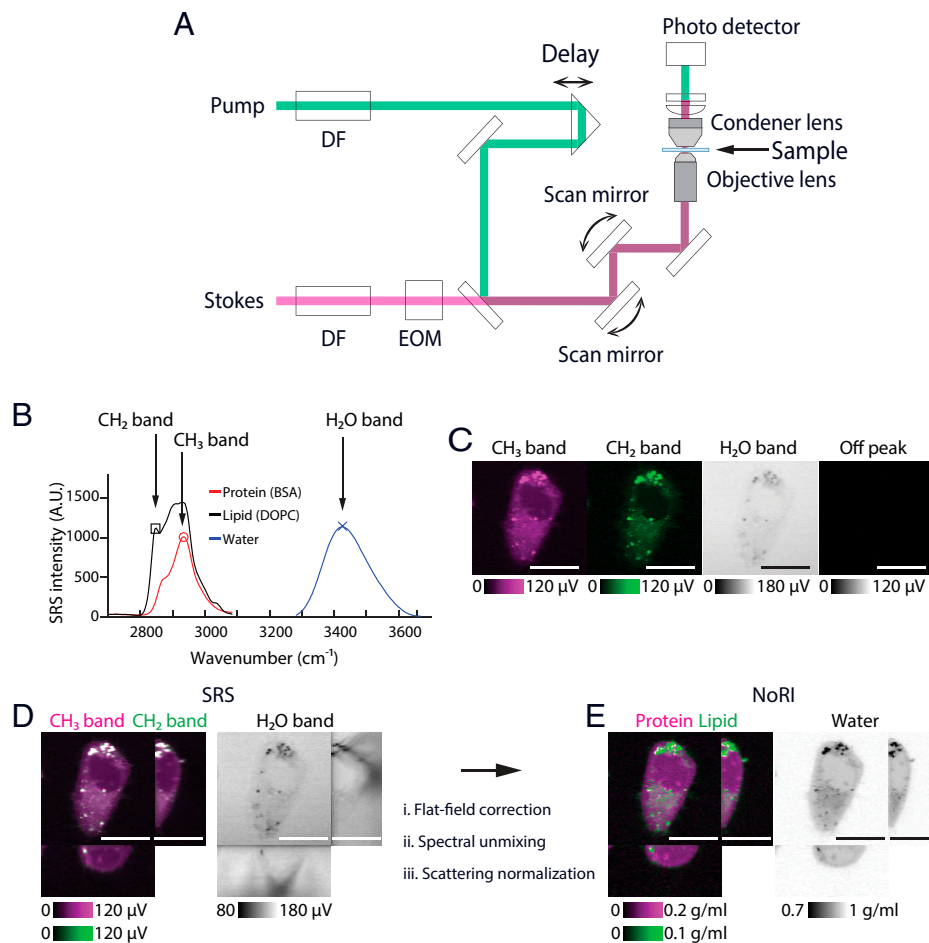 A
Photo detector
Delay
Pump
DF
Condener lens
Sample
Objective lens
Scan mirror
Stokes
DF
EOM
Scan mirror
B
CH₂ band
CH₃ band
H₂O band
SRS intensity (A.U.)
1500
1000
500
0
Protein (BSA)
Lipid (DOPC)
Water
2800 3000 3200 3400 3600
Wavenumber (cm⁻¹)
C
CH₃ band CH₂ band H₂O band Off peak
0 120 μV 0 120 μV 0 180 μV 0 120 μV
SRS
D
CH₃ band CH₂ band H₂O band
0 120 μV
0 120 μV
80 180 μV
i. Flat-field correction
ii. Spectral unmixing
iii. Scattering normalization
NoRI
E
Protein Lipid Water
0 0.2 g/ml
0 0.1 g/ml
0.7 1 g/ml